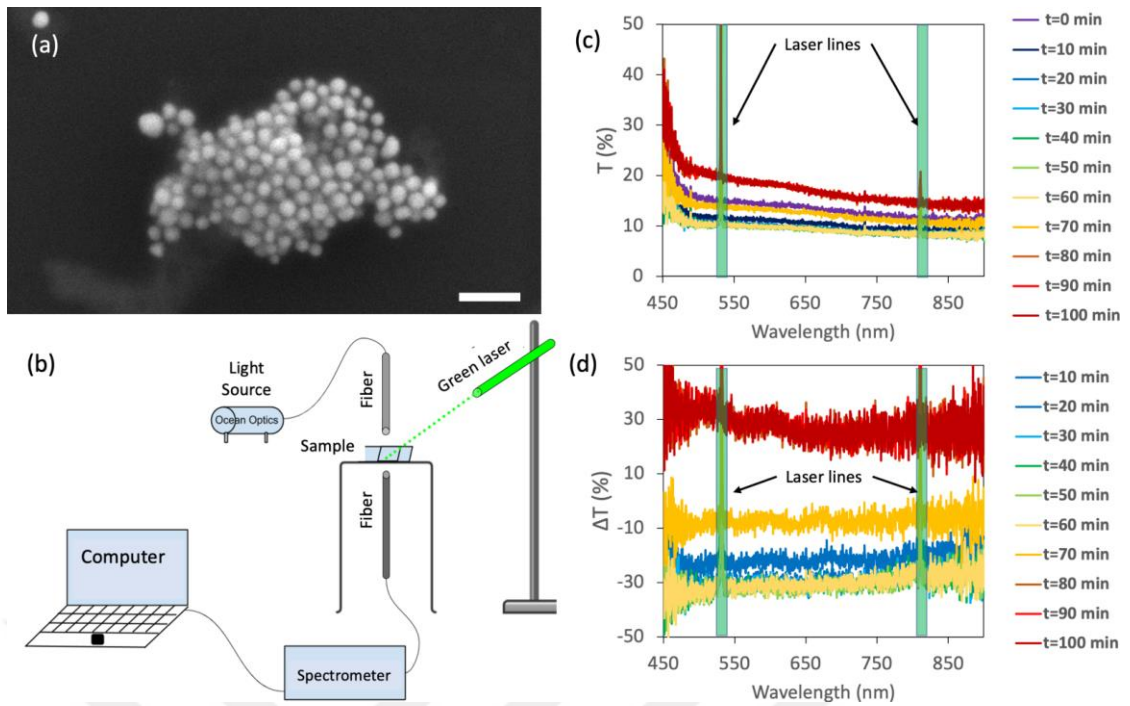 (a)
(b)
Light
Source
Ocean Optics
Fiber
Green laser
Sample
Fiber
Computer
Spectrometer
(c)
Laser lines
T (%)
50
40
30
20
10
0
450
550
650
750
850
Wavelength (nm)
t=0 min
t=10 min
t=20 min
t=30 min
t=40 min
t=50 min
t=60 min
t=70 min
t=80 min
t=90 min
t=100 min
(d)
Laser lines
ΔT (%)
50
30
10
-10
-30
-50
450
550
650
750
850
Wavelength (nm)
t=10 min
t=20 min
t=30 min
t=40 min
t=50 min
t=60 min
t=70 min
t=80 min
t=90 min
t=100 min